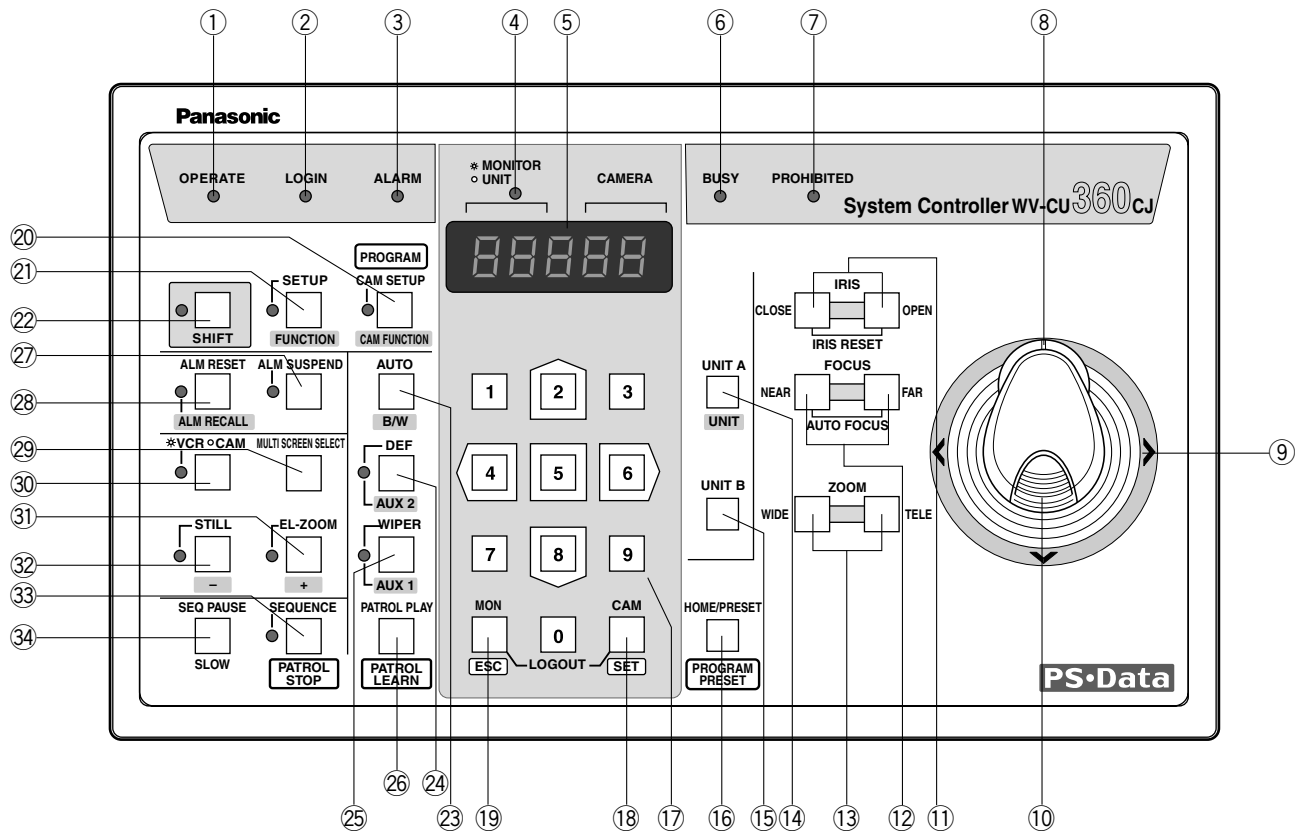 ① ② ③ ④ ⑤ ⑥ ⑦ ⑧
Panasonic
OPERATE LOGIN ALARM
☼ MONITOR
○ UNIT
CAMERA
BUSY PROHIBITED
System Controller WV-CU360CJ
88888
⑳ PROGRAM
㉑ SETUP CAM SETUP
㉒ SHIFT FUNCTION CAM FUNCTION
⑪
IRIS
CLOSE OPEN
IRIS RESET
㉗ ALM RESET ALM SUSPEND AUTO
㉘ ALM RECALL B/W
1 2 3
UNIT A
UNIT
FOCUS
NEAR FAR
AUTO FOCUS
㉙ ☼VCR ○CAM MULTI SCREEN SELECT DEF
㉚ AUX 2
4 5 6
UNIT B
ZOOM
WIDE TELE
⑨
㉛ STILL EL-ZOOM WIPER
㉜ − + AUX 1
7 8 9
㉝ SEQ PAUSE SEQUENCE PATROL PLAY
㉞ SLOW PATROL STOP PATROL LEARN
MON 0 CAM
ESC LOGOUT SET
HOME/PRESET
PROGRAM PRESET
PS•Data
㉖ ㉔
㉕ ㉓ ⑲ ⑱ ⑰ ⑯ ⑮ ⑭ ⑬ ⑫ ⑪ ⑩